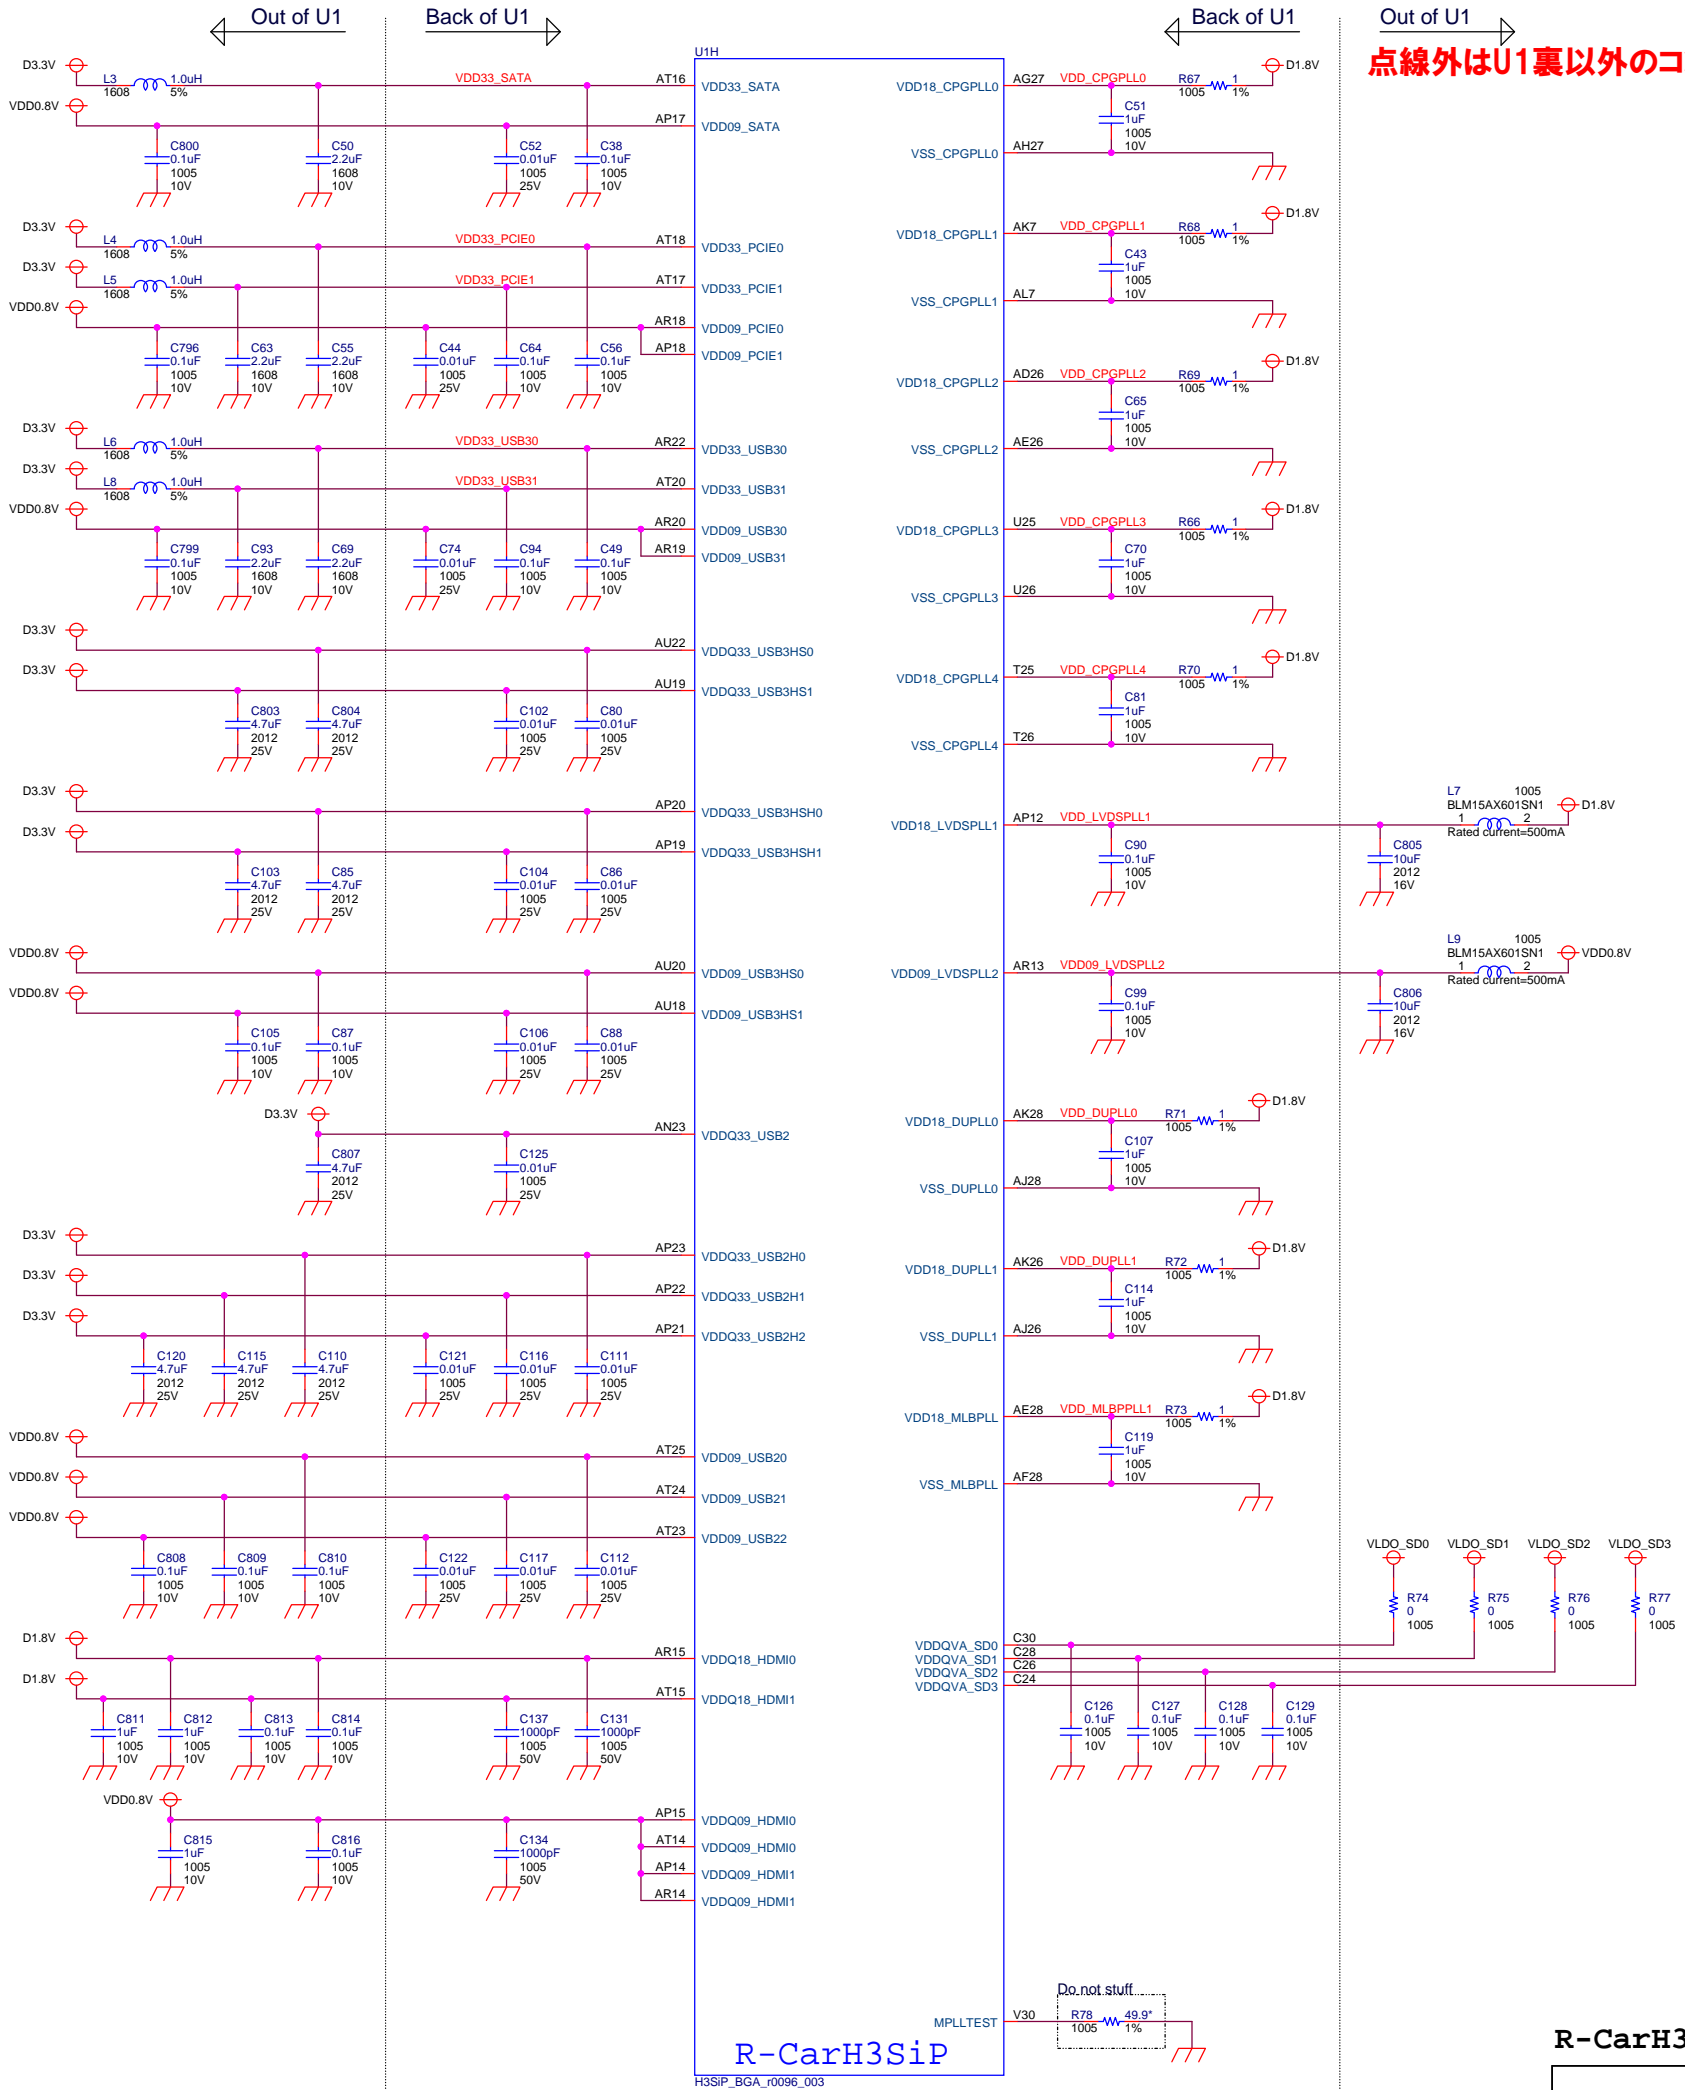 Out of U1
Back of U1
Back of U1
Out of U1
点線外はU1裏以外のコ
U1H
D3.3V
L3 1.0uH
1608 5%
VDD33_SATA
AT16
VDD33_SATA
VDD0.8V
AP17
VDD09_SATA
C800
0.1uF
1005
10V
C50
2.2uF
1608
10V
C52
0.01uF
1005
25V
C38
0.1uF
1005
10V
D3.3V
L4 1.0uH
1608 5%
VDD33_PCIE0
AT18
VDD33_PCIE0
D3.3V
L5 1.0uH
1608 5%
VDD33_PCIE1
AT17
VDD33_PCIE1
VDD0.8V
AR18
VDD09_PCIE0
AP18
VDD09_PCIE1
C796
0.1uF
1005
10V
C63
2.2uF
1608
10V
C55
2.2uF
1608
10V
C44
0.01uF
1005
25V
C64
0.1uF
1005
10V
C56
0.1uF
1005
10V
D3.3V
L6 1.0uH
1608 5%
VDD33_USB30
AR22
VDD33_USB30
D3.3V
L8 1.0uH
1608 5%
VDD33_USB31
AT20
VDD33_USB31
VDD0.8V
AR20
VDD09_USB30
AR19
VDD09_USB31
C799
0.1uF
1005
10V
C93
2.2uF
1608
10V
C69
2.2uF
1608
10V
C74
0.01uF
1005
25V
C94
0.1uF
1005
10V
C49
0.1uF
1005
10V
D3.3V
AU22
VDDQ33_USB3HS0
D3.3V
AU19
VDDQ33_USB3HS1
C803
4.7uF
2012
25V
C804
4.7uF
2012
25V
C102
0.01uF
1005
25V
C80
0.01uF
1005
25V
D3.3V
AP20
VDDQ33_USB3HSH0
D3.3V
AP19
VDDQ33_USB3HSH1
C103
4.7uF
2012
25V
C85
4.7uF
2012
25V
C104
0.01uF
1005
25V
C86
0.01uF
1005
25V
VDD0.8V
AU20
VDD09_USB3HS0
VDD0.8V
AU18
VDD09_USB3HS1
C105
0.1uF
1005
10V
C87
0.1uF
1005
10V
C106
0.01uF
1005
25V
C88
0.01uF
1005
25V
D3.3V
AN23
VDDQ33_USB2
C807
4.7uF
2012
25V
C125
0.01uF
1005
25V
D3.3V
AP23
VDDQ33_USB2H0
D3.3V
AP22
VDDQ33_USB2H1
D3.3V
AP21
VDDQ33_USB2H2
C120
4.7uF
2012
25V
C115
4.7uF
2012
25V
C110
4.7uF
2012
25V
C121
0.01uF
1005
25V
C116
0.01uF
1005
25V
C111
0.01uF
1005
25V
VDD0.8V
AT25
VDD09_USB20
VDD0.8V
AT24
VDD09_USB21
VDD0.8V
AT23
VDD09_USB22
C808
0.1uF
1005
10V
C809
0.1uF
1005
10V
C810
0.1uF
1005
10V
C122
0.01uF
1005
25V
C117
0.01uF
1005
25V
C112
0.01uF
1005
25V
D1.8V
AR15
VDDQ18_HDMI0
D1.8V
AT15
VDDQ18_HDMI1
C811
1uF
1005
10V
C812
1uF
1005
10V
C813
0.1uF
1005
10V
C814
0.1uF
1005
10V
C137
1000pF
1005
50V
C131
1000pF
1005
50V
VDD0.8V
AP15
VDDQ09_HDMI0
AT14
VDDQ09_HDMI0
AP14
VDDQ09_HDMI1
AR14
VDDQ09_HDMI1
C815
1uF
1005
10V
C816
0.1uF
1005
10V
C134
1000pF
1005
50V
VDD18_CPGPLL0
AG27
VDD_CPGPLL0
R67 1
1005 1%
D1.8V
C51
1uF
1005
10V
VSS_CPGPLL0
AH27
VDD18_CPGPLL1
AK7
VDD_CPGPLL1
R68 1
1005 1%
D1.8V
C43
1uF
1005
10V
VSS_CPGPLL1
AL7
VDD18_CPGPLL2
AD26
VDD_CPGPLL2
R69 1
1005 1%
D1.8V
C65
1uF
1005
10V
VSS_CPGPLL2
AE26
VDD18_CPGPLL3
U25
VDD_CPGPLL3
R66 1
1005 1%
D1.8V
C70
1uF
1005
10V
VSS_CPGPLL3
U26
VDD18_CPGPLL4
T25
VDD_CPGPLL4
R70 1
1005 1%
D1.8V
C81
1uF
1005
10V
VSS_CPGPLL4
T26
VDD18_LVDSPLL1
AP12
VDD_LVDSPLL1
L7 1005
BLM15AX601SN1
1 2
Rated current=500mA
D1.8V
C90
0.1uF
1005
10V
C805
10uF
2012
16V
VDD09_LVDSPLL2
AR13
VDD09_LVDSPLL2
L9 1005
BLM15AX601SN1
1 2
Rated current=500mA
VDD0.8V
C99
0.1uF
1005
10V
C806
10uF
2012
16V
VDD18_DUPLL0
AK28
VDD_DUPLL0
R71 1
1005 1%
D1.8V
C107
1uF
1005
10V
VSS_DUPLL0
AJ28
VDD18_DUPLL1
AK26
VDD_DUPLL1
R72 1
1005 1%
D1.8V
C114
1uF
1005
10V
VSS_DUPLL1
AJ26
VDD18_MLBPLL
AE28
VDD_MLBPPLL1
R73 1
1005 1%
D1.8V
C119
1uF
1005
10V
VSS_MLBPLL
AF28
VLDO_SD0 VLDO_SD1 VLDO_SD2 VLDO_SD3
R74
0
1005
R75
0
1005
R76
0
1005
R77
0
1005
VDDQVA_SD0 C30
VDDQVA_SD1 C28
VDDQVA_SD2 C26
VDDQVA_SD3 C24
C126
0.1uF
1005
10V
C127
0.1uF
1005
10V
C128
0.1uF
1005
10V
C129
0.1uF
1005
10V
Do not stuff
MPLLTEST
V30
R78 49.9*
1005 1%
R-CarH3SiP
H3SiP_BGA_r0096_003
R-CarH3